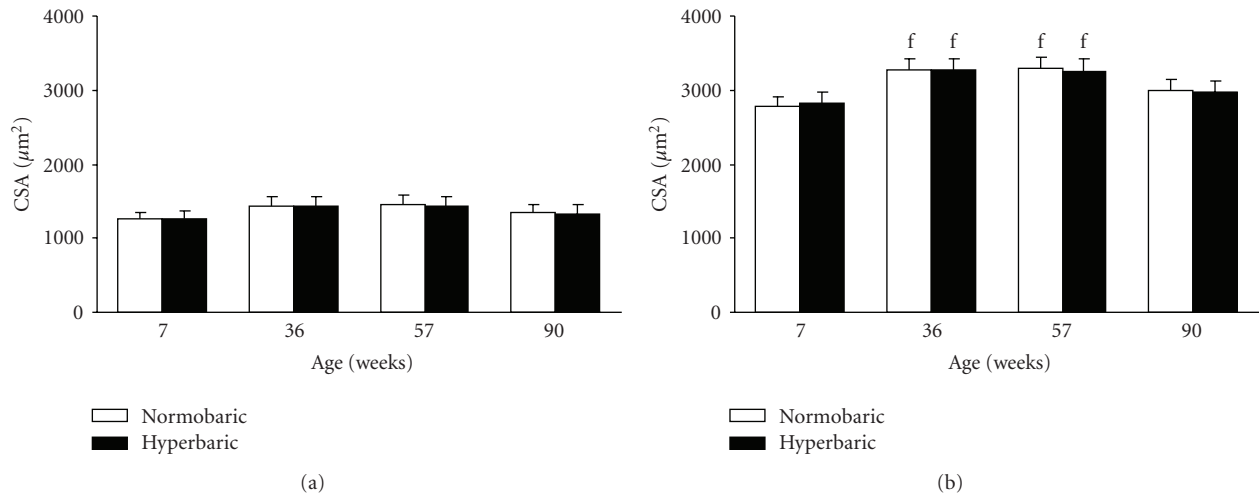 4000
3000
2000
1000
0
CSA (μm²)
7 36 57 90
Age (weeks)
Normobaric
Hyperbaric
(a)
4000
3000
2000
1000
0
CSA (μm²)
f f f f
7 36 57 90
Age (weeks)
Normobaric
Hyperbaric
(b)